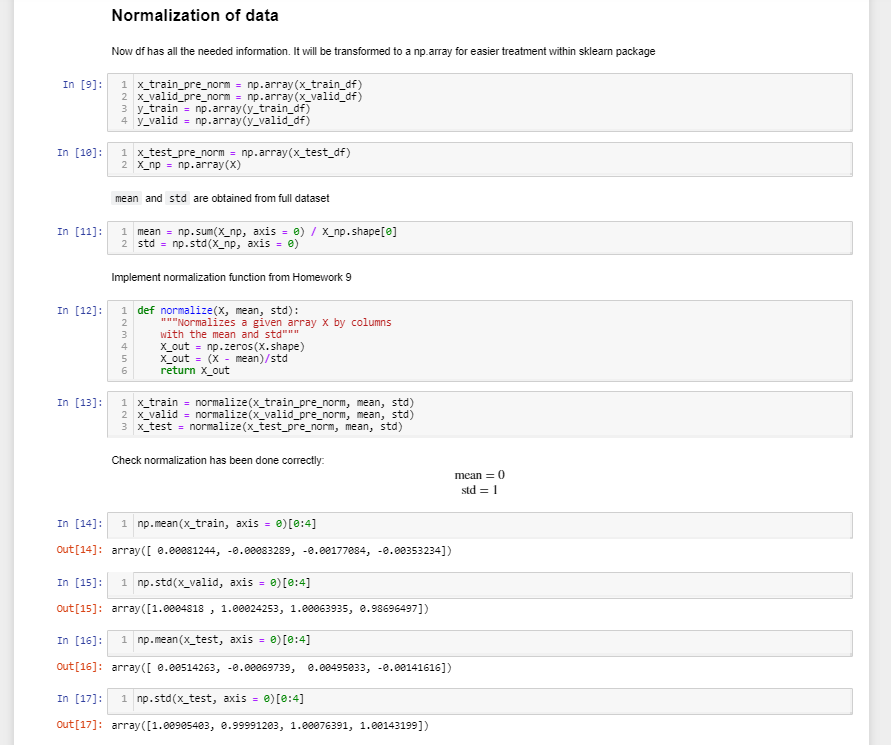 Normalization of data
Now df has all the needed information. It will be transformed to a np.array for easier treatment within sklearn package
In [9]:
1 x_train_pre_norm = np.array(x_train_df)
2 x_valid_pre_norm = np.array(x_valid_df)
3 y_train = np.array(y_train_df)
4 y_valid = np.array(y_valid_df)
In [10]:
1 x_test_pre_norm = np.array(x_test_df)
2 X_np = np.array(X)
mean and std are obtained from full dataset
In [11]:
1 mean = np.sum(X_np, axis = 0) / X_np.shape[0]
2 std = np.std(X_np, axis = 0)
Implement normalization function from Homework 9
In [12]:
1 def normalize(X, mean, std):
2 """Normalizes a given array X by columns
3 with the mean and std"""
4 X_out = np.zeros(X.shape)
5 X_out = (X - mean)/std
6 return X_out
In [13]:
1 x_train = normalize(x_train_pre_norm, mean, std)
2 x_valid = normalize(x_valid_pre_norm, mean, std)
3 x_test = normalize(x_test_pre_norm, mean, std)
Check normalization has been done correctly:
mean = 0
std = 1
In [14]: 1 np.mean(x_train, axis = 0)[0:4]
Out[14]: array([ 0.00081244, -0.00083289, -0.00177084, -0.00353234])
In [15]: 1 np.std(x_valid, axis = 0)[0:4]
Out[15]: array([1.0004818 , 1.00024253, 1.00063935, 0.98696497])
In [16]: 1 np.mean(x_test, axis = 0)[0:4]
Out[16]: array([ 0.00514263, -0.00069739,  0.00495033, -0.00141616])
In [17]: 1 np.std(x_test, axis = 0)[0:4]
Out[17]: array([1.00905403, 0.99991203, 1.00076391, 1.00143199])